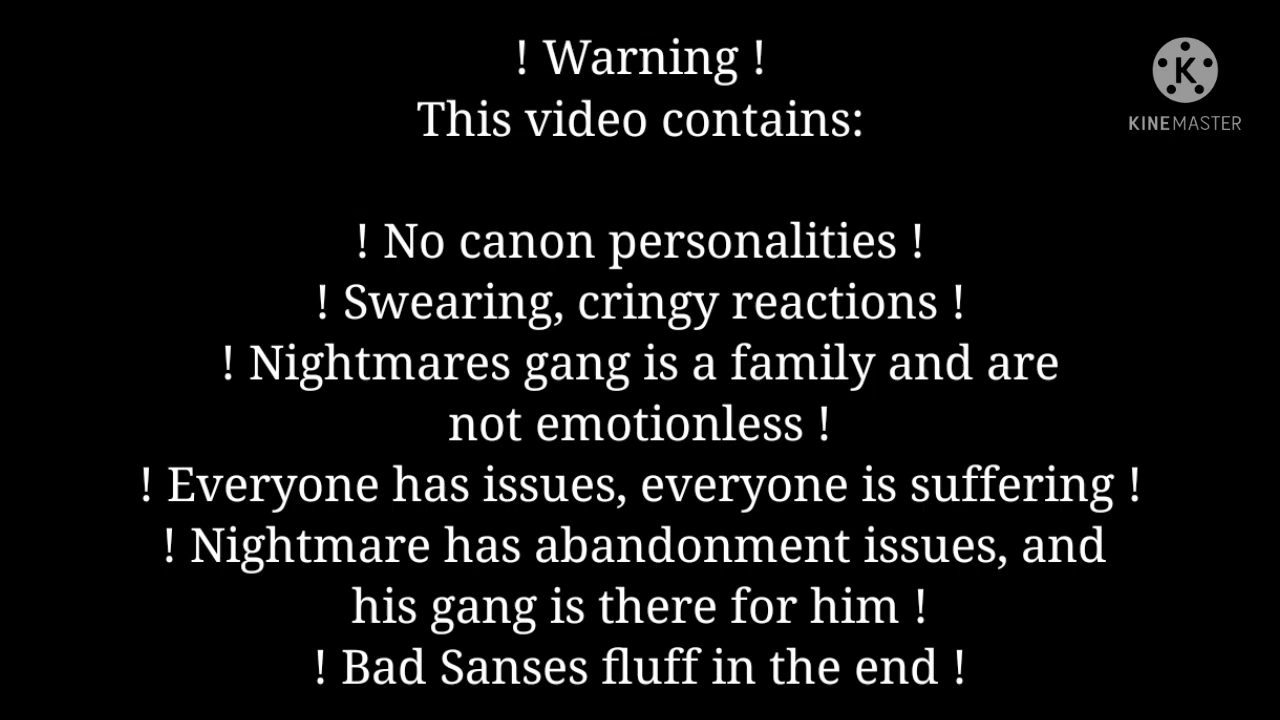 ! Warning !
This video contains:
! No canon personalities !
! Swearing, cringy reactions !
! Nightmares gang is a family and are
not emotionless !
! Everyone has issues, everyone is suffering !
! Nightmare has abandonment issues, and
his gang is there for him !
! Bad Sanses fluff in the end !
K
KINEMASTER